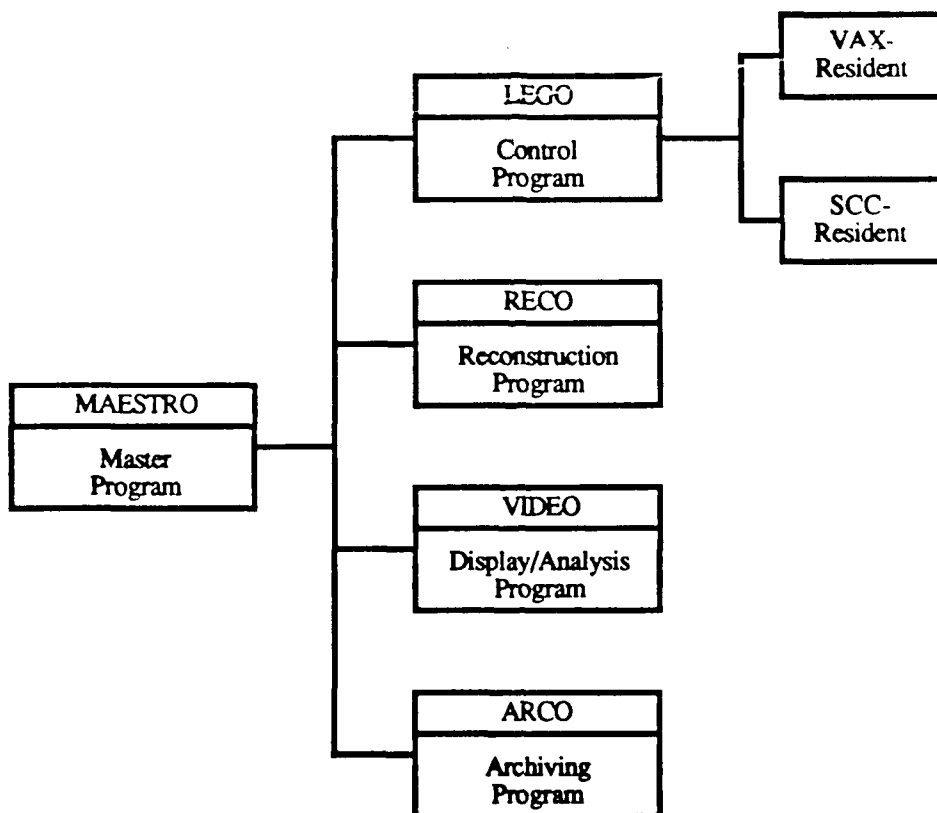 VAX-
Resident
LEGO
Control
Program
SCC-
Resident
RECO
Reconstruction
Program
MAESTRO
Master
Program
VIDEO
Display/Analysis
Program
ARCO
Archiving
Program